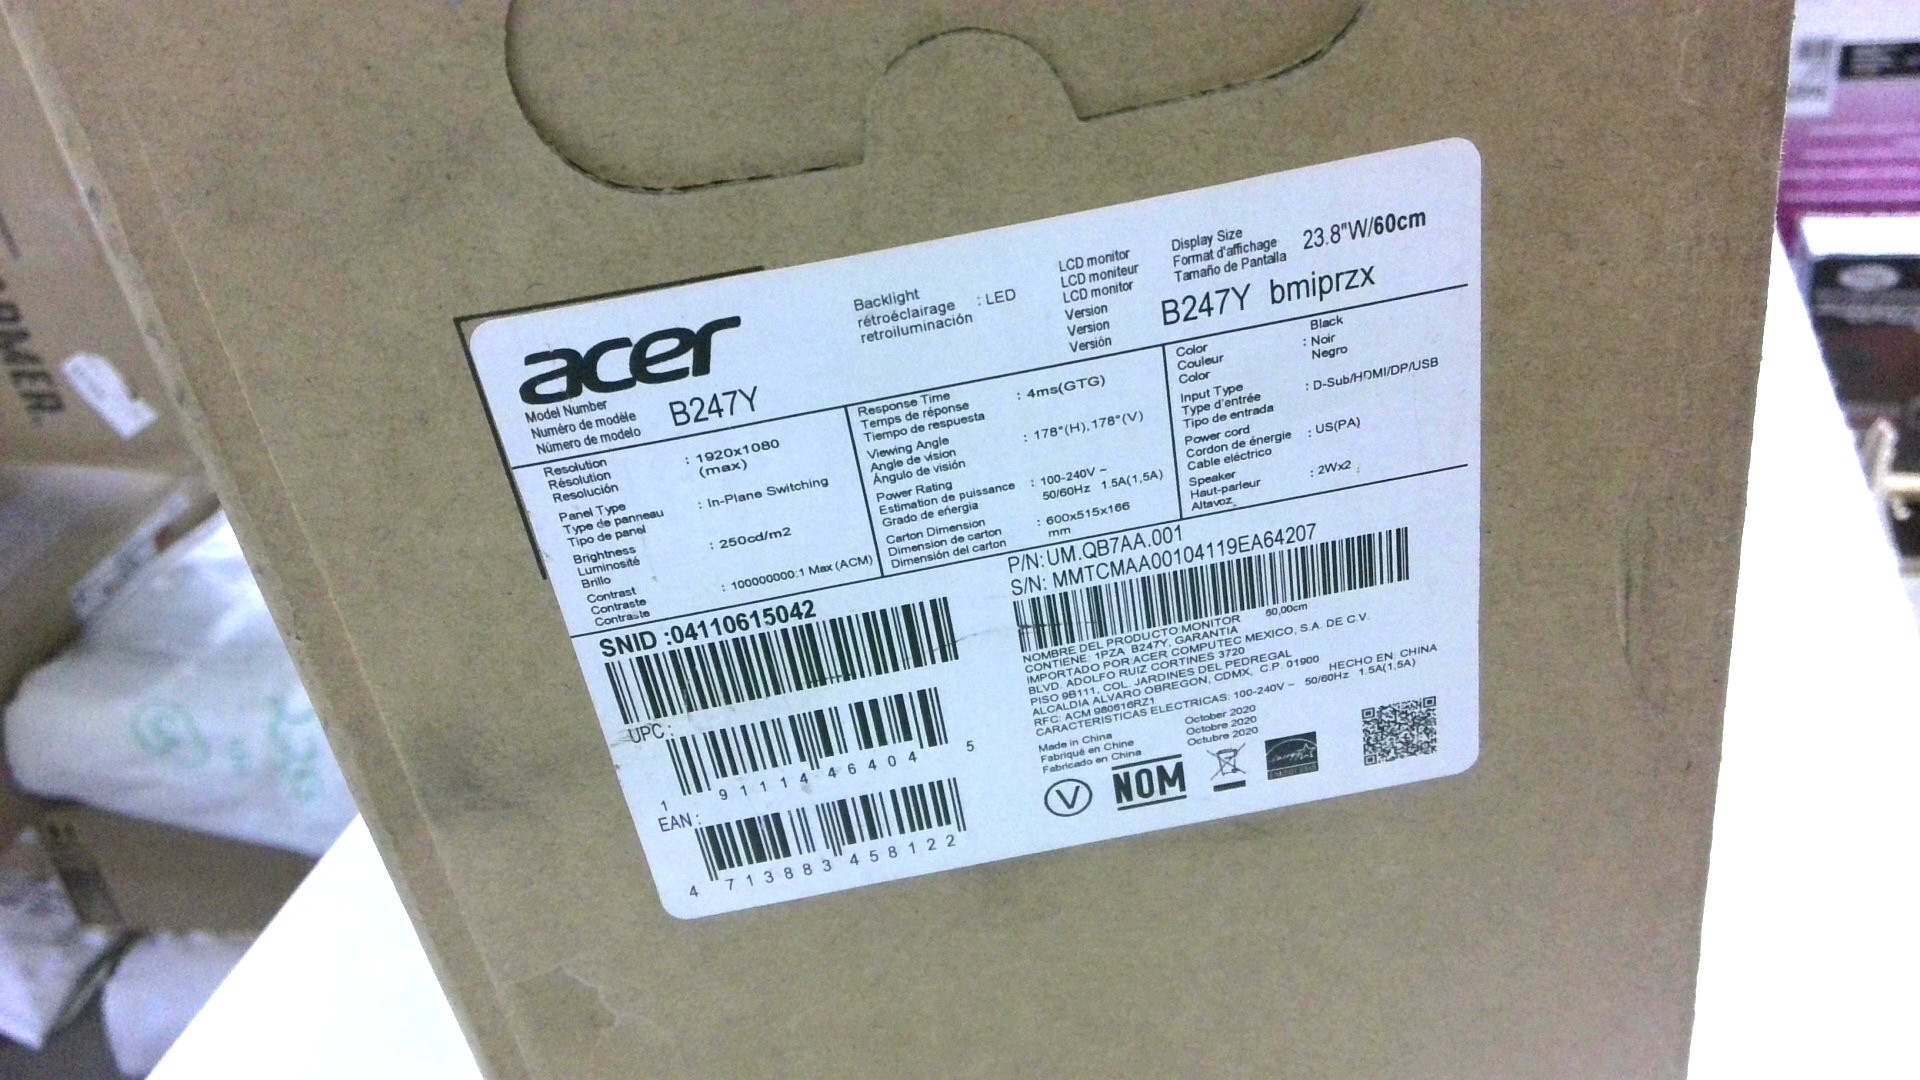 acer
Model Number
Numéro de modèle
Número de modelo
B247Y
Backlight
rétroéclairage : LED
retroiluminación
LCD monitor
LCD moniteur
LCD monitor
Version
Version
Versión
Display Size
Format d'affichage
Tamaño de Pantalla
23.8"W/60cm
B247Y bmiprzx
Resolution
Résolution
Resolución
: 1920x1080
(max)
Panel Type
Type de panneau
Tipo de panel
: In-Plane Switching
Brightness
Luminosité
Brillo
: 250cd/m2
Contrast
Contraste
Contraste
: 100000000:1 Max (ACM)
Response Time
Temps de réponse
Tiempo de respuesta
: 4ms(GTG)
Viewing Angle
Angle de vision
Ángulo de visión
: 178°(H),178°(V)
Power Rating
Estimation de puissance
Grado de energia
: 100-240V ~
50/60Hz 1.5A(1,5A)
Carton Dimension
Dimension de carton
Dimensión del carton
: 600x515x166
mm
Color
Couleur
Color
Black
: Noir
Negro
Input Type
Type d'entrée
Tipo de entrada
: D-Sub/HDMI/DP/USB
Power cord
Cordon de énergie
Cable eléctrico
: US(PA)
Speaker
Haut-parleur
Altavoz
: 2Wx2
SNID :04110615042
UPC :
1 91114 46404 5
EAN :
4 713883 458122
P/N: UM.QB7AA.001
S/N: MMTCMAA00104119EA64207
60,00cm
NOMBRE DEL PRODUCTO:MONITOR
CONTIENE: 1PZA B247Y, GARANTIA
IMPORTADO POR:ACER COMPUTEC MEXICO, S.A. DE C.V.
BLVD. ADOLFO RUIZ CORTINES 3720
PISO 9B111, COL. JARDINES DEL PEDREGAL
ALCALDIA ALVARO OBREGON, CDMX, C.P. 01900 HECHO EN: CHINA
RFC: ACM 980616RZ1
CARACTERISTICAS ELECTRICAS: 100-240V ~ 50/60Hz 1.5A(1,5A)
Made in China
Fabriqué en Chine
Fabricado en China
October 2020
Octobre 2020
Octubre 2020
V
NOM